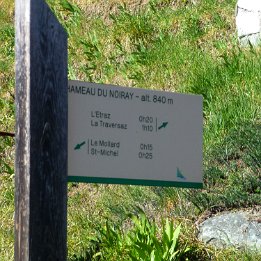 HAMEAU DU NOIRAY - alt. 840 m
L'Etraz 0h20
La Traversaz 1h10
Le Mollard 0h15
St-Michel 0h25